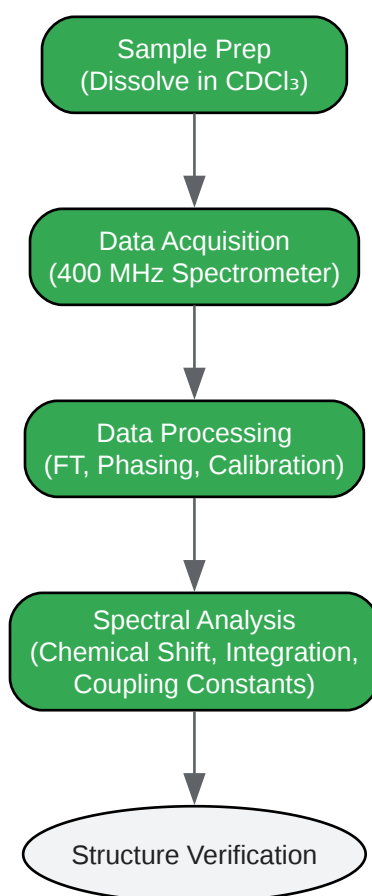 Sample Prep
(Dissolve in CDCl₃)
Data Acquisition
(400 MHz Spectrometer)
Data Processing
(FT, Phasing, Calibration)
Spectral Analysis
(Chemical Shift, Integration,
Coupling Constants)
Structure Verification